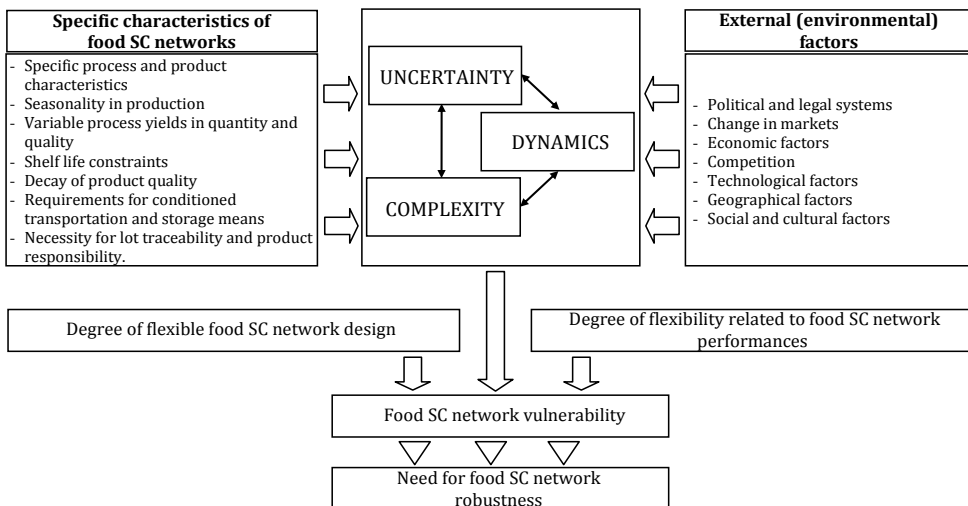 Specific characteristics of
food SC networks
- Specific process and product
characteristics
- Seasonality in production
- Variable process yields in quantity and
quality
- Shelf life constraints
- Decay of product quality
- Requirements for conditioned
transportation and storage means
- Necessity for lot traceability and product
responsibility.
UNCERTAINTY
DYNAMICS
COMPLEXITY
External (environmental)
factors
- Political and legal systems
- Change in markets
- Economic factors
- Competition
- Technological factors
- Geographical factors
- Social and cultural factors
Degree of flexible food SC network design
Degree of flexibility related to food SC network
performances
Food SC network vulnerability
Need for food SC network
robustness